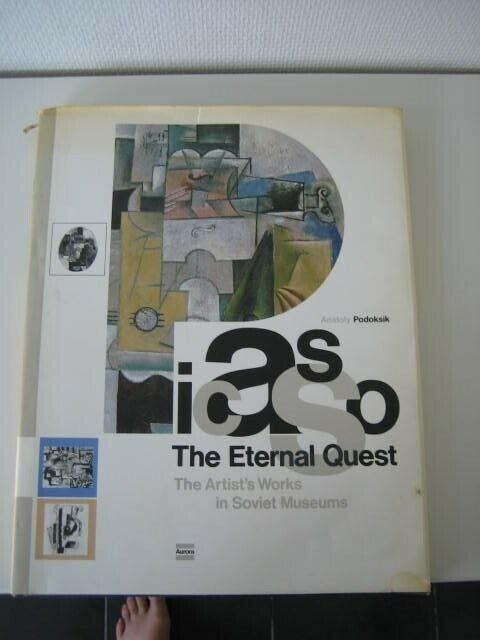 Anatoly Podoksik
Picasso
The Eternal Quest
The Artist's Works
in Soviet Museums
Aurora